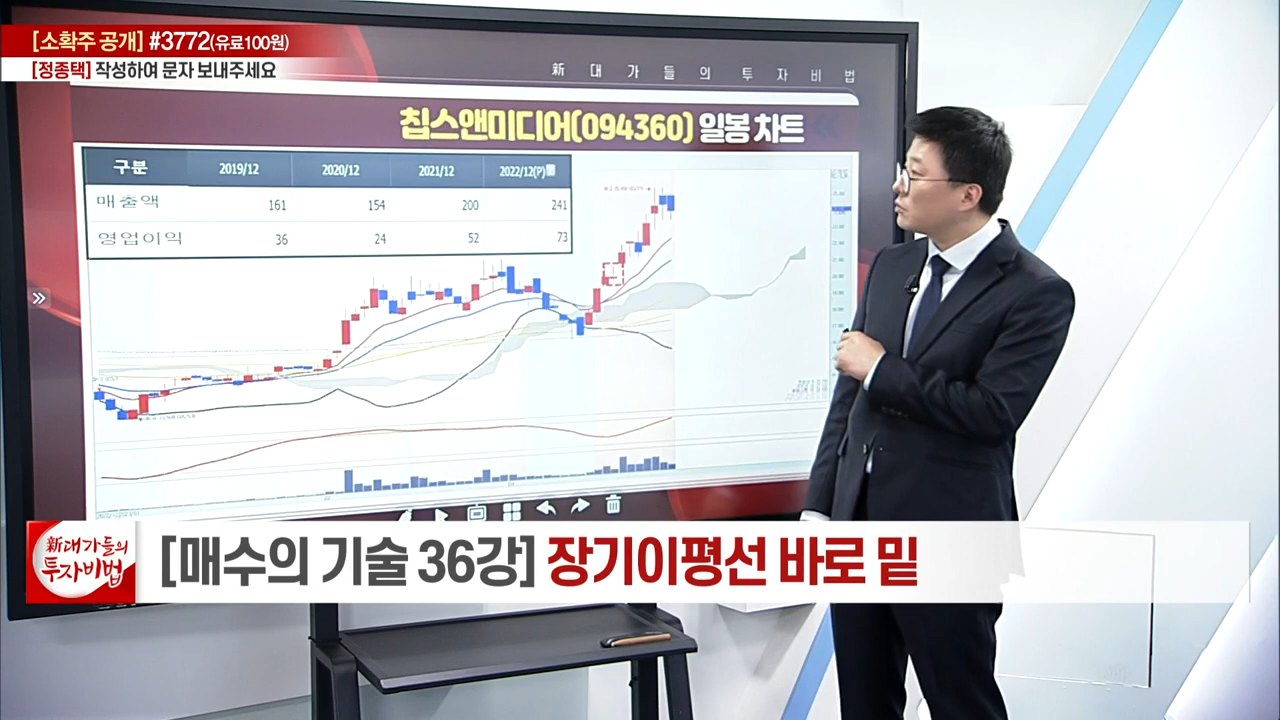 [소확주 공개] #3772(유료100원)
[정종택] 작성하여 문자 보내주세요
新 대 가 들 의 투 자 비 법
칩스앤미디어(094360) 일봉 차트
구분 2019/12 2020/12 2021/12 2022/12(P)
매출액 161 154 200 241
영업이익 36 24 52 73
新대가들의
투자비법
[매수의 기술 36강] 장기이평선 바로 밑